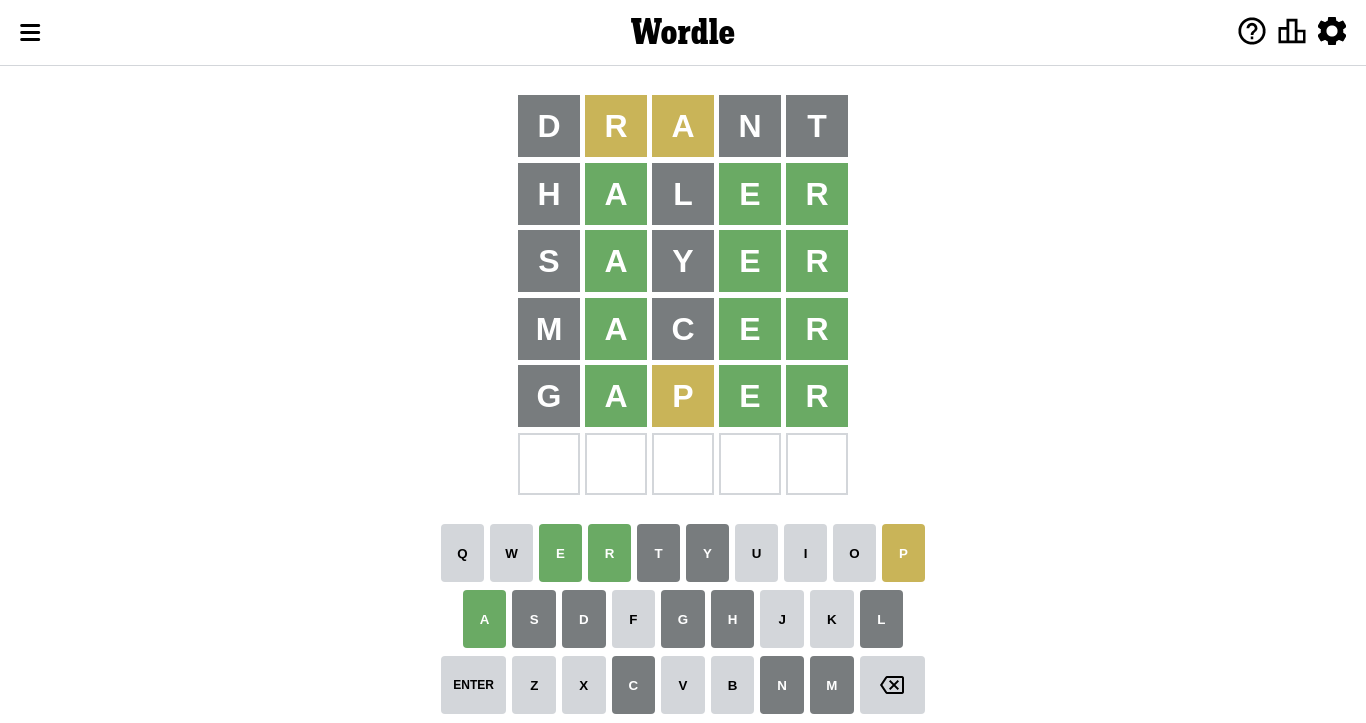 Wordle
D R A N T
H A L E R
S A Y E R
M A C E R
G A P E R
Q W E R T Y U I O P
A S D F G H J K L
ENTER Z X C V B N M